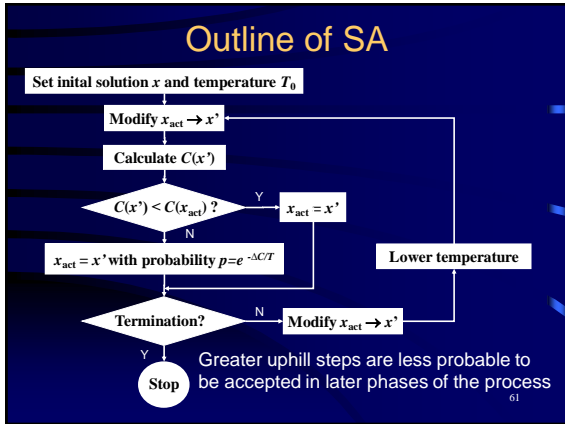 Outline of SA
Set inital solution x and temperature T₀
Modify xact → x’
Calculate C(x’)
C(x’) < C(xact) ?
Y
xact = x’
N
xact = x’ with probability p=e -ΔC/T
Lower temperature
Termination?
N
Modify xact → x’
Y
Stop
Greater uphill steps are less probable to
be accepted in later phases of the process
61